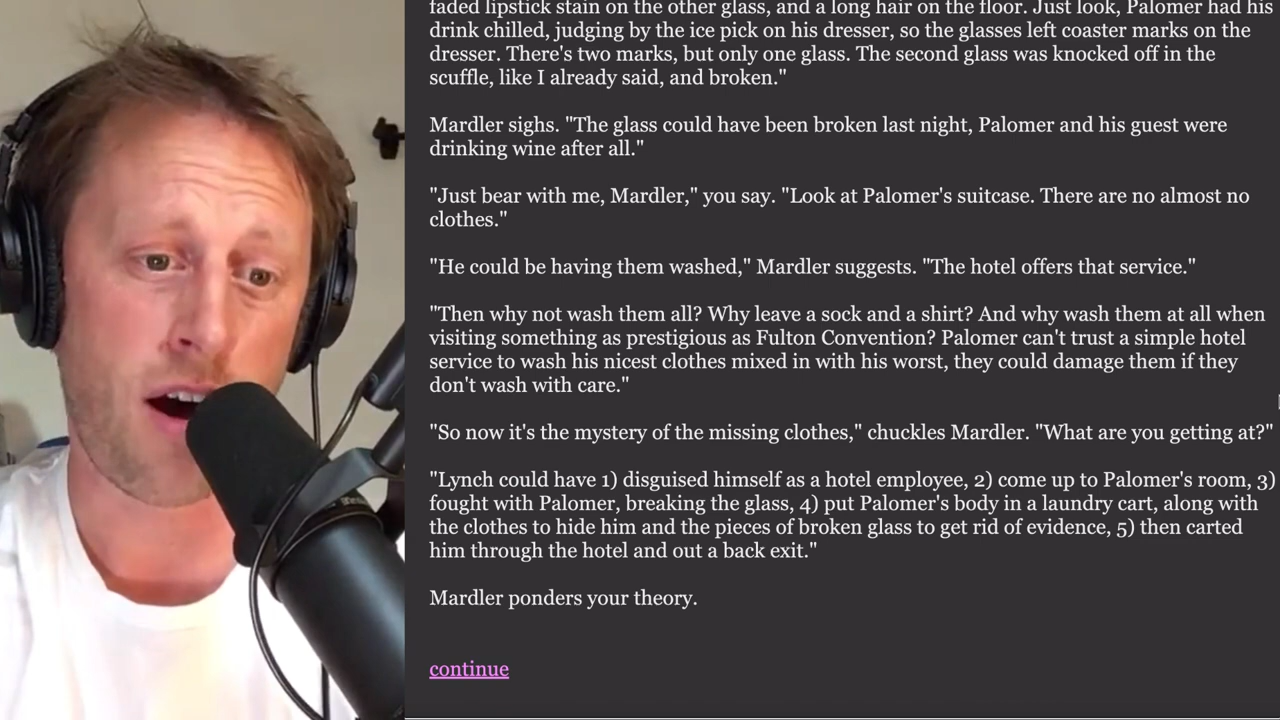 faded lipstick stain on the other glass, and a long hair on the floor. Just look, Palomer had his
drink chilled, judging by the ice pick on his dresser, so the glasses left coaster marks on the
dresser. There's two marks, but only one glass. The second glass was knocked off in the
scuffle, like I already said, and broken."
Mardler sighs. "The glass could have been broken last night, Palomer and his guest were
drinking wine after all."
"Just bear with me, Mardler," you say. "Look at Palomer's suitcase. There are no almost no
clothes."
"He could be having them washed," Mardler suggests. "The hotel offers that service."
"Then why not wash them all? Why leave a sock and a shirt? And why wash them at all when
visiting something as prestigious as Fulton Convention? Palomer can't trust a simple hotel
service to wash his nicest clothes mixed in with his worst, they could damage them if they
don't wash with care."
"So now it's the mystery of the missing clothes," chuckles Mardler. "What are you getting at?"
"Lynch could have 1) disguised himself as a hotel employee, 2) come up to Palomer's room, 3)
fought with Palomer, breaking the glass, 4) put Palomer's body in a laundry cart, along with
the clothes to hide him and the pieces of broken glass to get rid of evidence, 5) then carted
him through the hotel and out a back exit."
Mardler ponders your theory.
continue